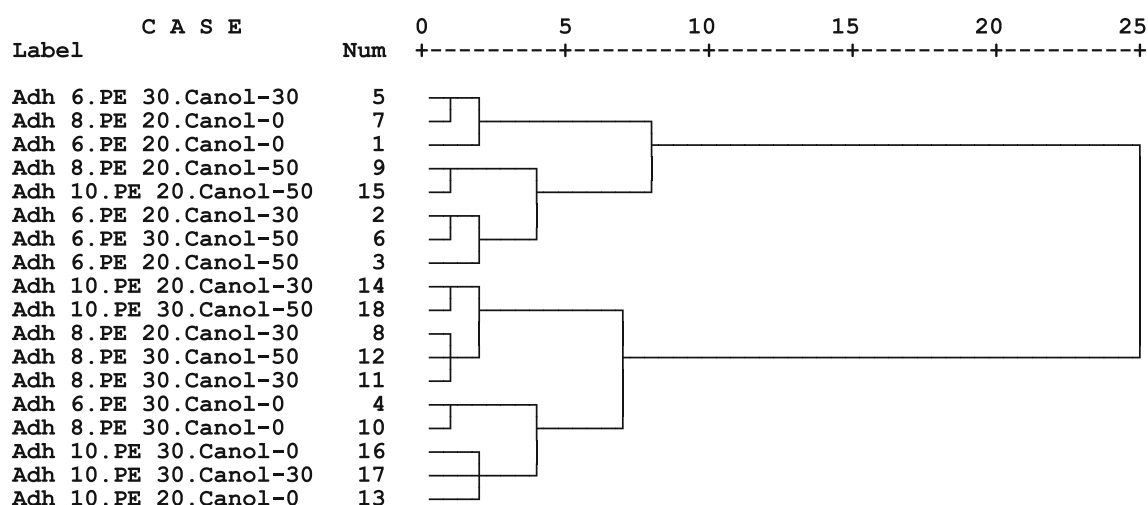 C A S E 0 5 10 15 20 25
Label Num +---------+---------+---------+---------+---------+
Adh 6.PE 30.Canol-30 5
Adh 8.PE 20.Canol-0 7
Adh 6.PE 20.Canol-0 1
Adh 8.PE 20.Canol-50 9
Adh 10.PE 20.Canol-50 15
Adh 6.PE 20.Canol-30 2
Adh 6.PE 30.Canol-50 6
Adh 6.PE 20.Canol-50 3
Adh 10.PE 20.Canol-30 14
Adh 10.PE 30.Canol-50 18
Adh 8.PE 20.Canol-30 8
Adh 8.PE 30.Canol-50 12
Adh 8.PE 30.Canol-30 11
Adh 6.PE 30.Canol-0 4
Adh 8.PE 30.Canol-0 10
Adh 10.PE 30.Canol-0 16
Adh 10.PE 30.Canol-30 17
Adh 10.PE 20.Canol-0 13